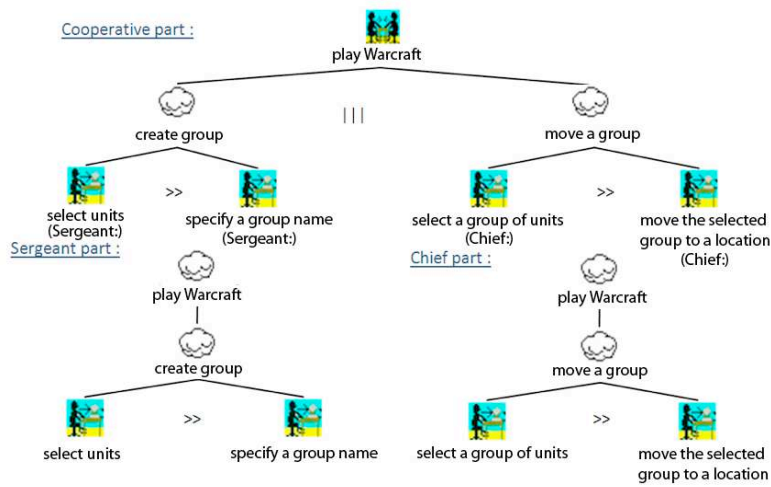 Cooperative part :
play Warcraft
create group
|||
move a group
select units
(Sergeant:)
>>
specify a group name
(Sergeant:)
select a group of units
(Chief:)
>>
move the selected
group to a location
(Chief:)
Sergeant part :
play Warcraft
create group
select units
>>
specify a group name
Chief part :
play Warcraft
move a group
select a group of units
>>
move the selected
group to a location